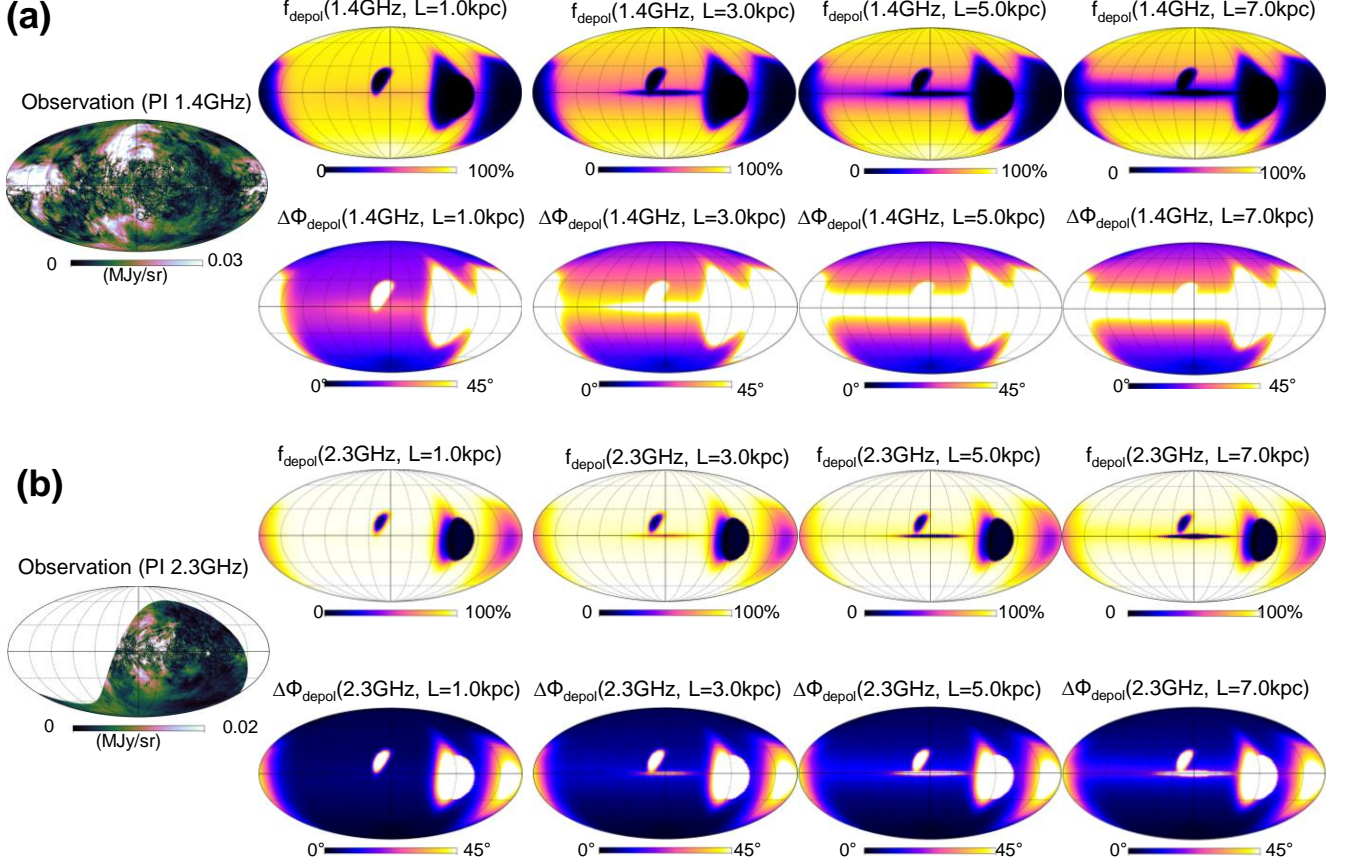 (a)
f_depol(1.4GHz, L=1.0kpc) f_depol(1.4GHz, L=3.0kpc) f_depol(1.4GHz, L=5.0kpc) f_depol(1.4GHz, L=7.0kpc)
Observation (PI 1.4GHz)
0 100% 0 100% 0 100% 0 100%
ΔΦ_depol(1.4GHz, L=1.0kpc) ΔΦ_depol(1.4GHz, L=3.0kpc) ΔΦ_depol(1.4GHz, L=5.0kpc) ΔΦ_depol(1.4GHz, L=7.0kpc)
0 0.03
(MJy/sr)
0° 45° 0° 45° 0° 45° 0° 45°
(b)
f_depol(2.3GHz, L=1.0kpc) f_depol(2.3GHz, L=3.0kpc) f_depol(2.3GHz, L=5.0kpc) f_depol(2.3GHz, L=7.0kpc)
Observation (PI 2.3GHz)
0 100% 0 100% 0 100% 0 100%
ΔΦ_depol(2.3GHz, L=1.0kpc) ΔΦ_depol(2.3GHz, L=3.0kpc) ΔΦ_depol(2.3GHz, L=5.0kpc) ΔΦ_depol(2.3GHz, L=7.0kpc)
0 0.02
(MJy/sr)
0° 45° 0° 45° 0° 45° 0° 45°